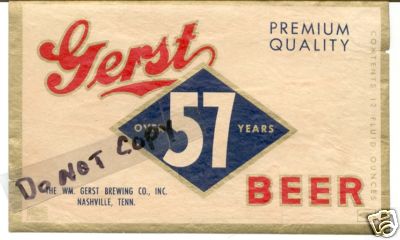 Gerst
PREMIUM
QUALITY
OVER 57 YEARS
Do NOT COPY!
THE WM. GERST BREWING CO., INC.
NASHVILLE, TENN.
BEER
CONTENTS 12 FLUID OUNCES